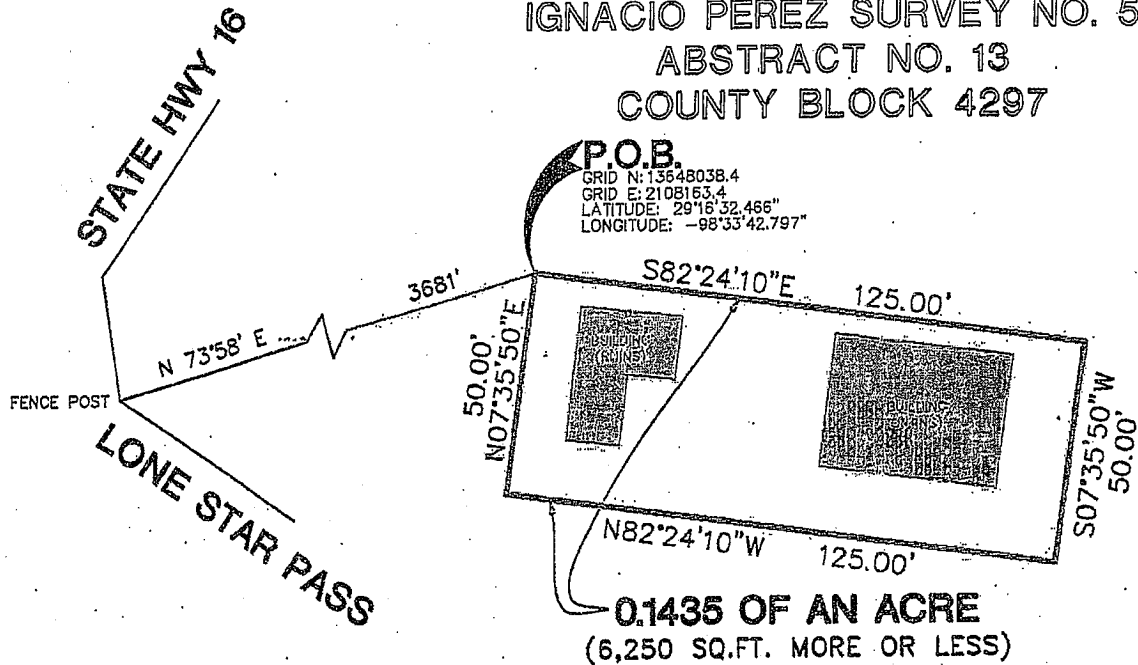 IGNACIO PEREZ SURVEY NO. 5
ABSTRACT NO. 13
COUNTY BLOCK 4297
STATE HWY 16
P.O.B.
GRID N: 13648038.4
GRID E: 2108163.4
LATITUDE: 29°16'32.466"
LONGITUDE: -98°33'42.797"
3681'
S82°24'10"E
125.00'
N 73°58' E
50.00'
N07°35'50"E
BUILDING
(RUINS)
BUILDING
S07°35'50"W
50.00'
FENCE POST
LONE STAR PASS
N82°24'10"W
125.00'
0.1435 OF AN ACRE
(6,250 SQ.FT. MORE OR LESS)